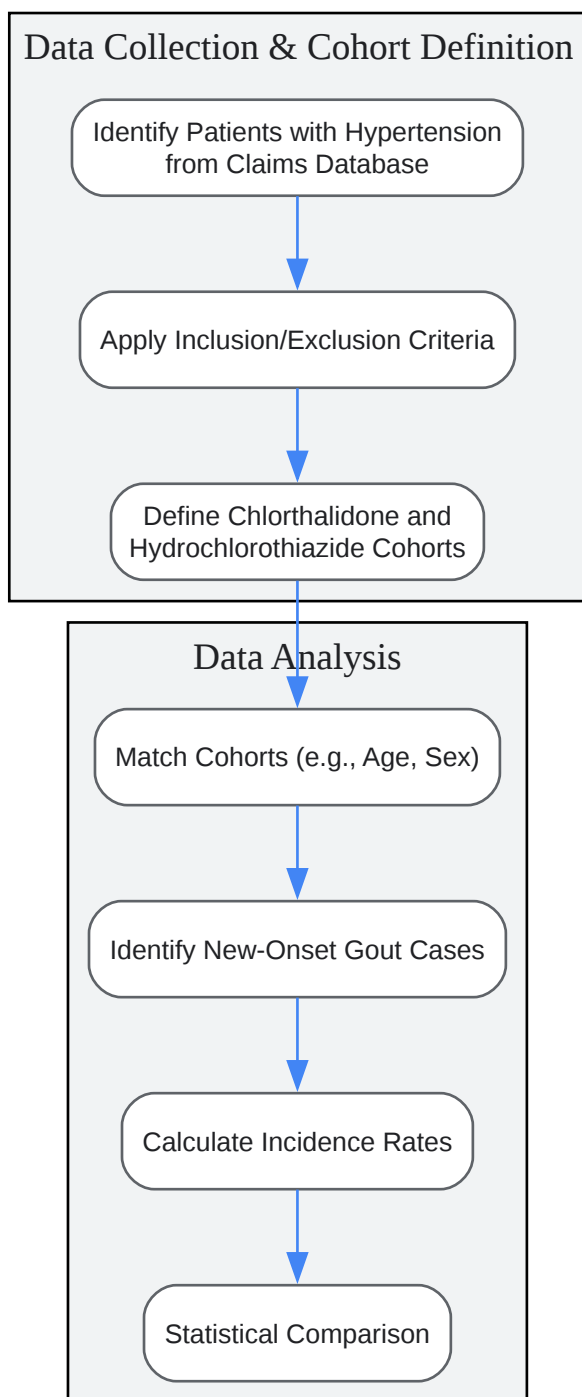 Data Collection & Cohort Definition
Identify Patients with Hypertension
from Claims Database
Apply Inclusion/Exclusion Criteria
Define Chlorthalidone and
Hydrochlorothiazide Cohorts
Data Analysis
Match Cohorts (e.g., Age, Sex)
Identify New-Onset Gout Cases
Calculate Incidence Rates
Statistical Comparison